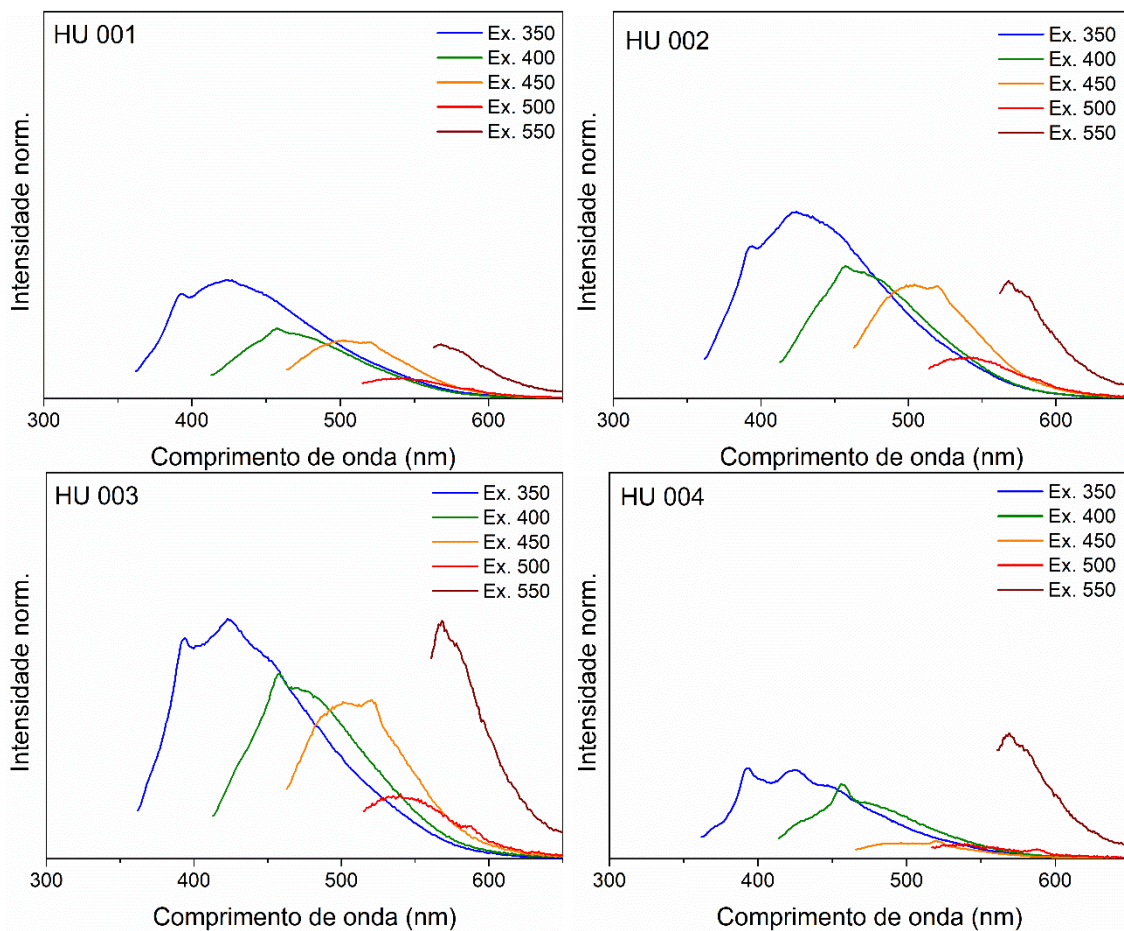 HU 001
Ex. 350
Ex. 400
Ex. 450
Ex. 500
Ex. 550
Intensidade norm.
300
400
500
600
Comprimento de onda (nm)
HU 002
Ex. 350
Ex. 400
Ex. 450
Ex. 500
Ex. 550
Intensidade norm.
300
400
500
600
Comprimento de onda (nm)
HU 003
Ex. 350
Ex. 400
Ex. 450
Ex. 500
Ex. 550
Intensidade norm.
300
400
500
600
Comprimento de onda (nm)
HU 004
Ex. 350
Ex. 400
Ex. 450
Ex. 500
Ex. 550
Intensidade norm.
300
400
500
600
Comprimento de onda (nm)